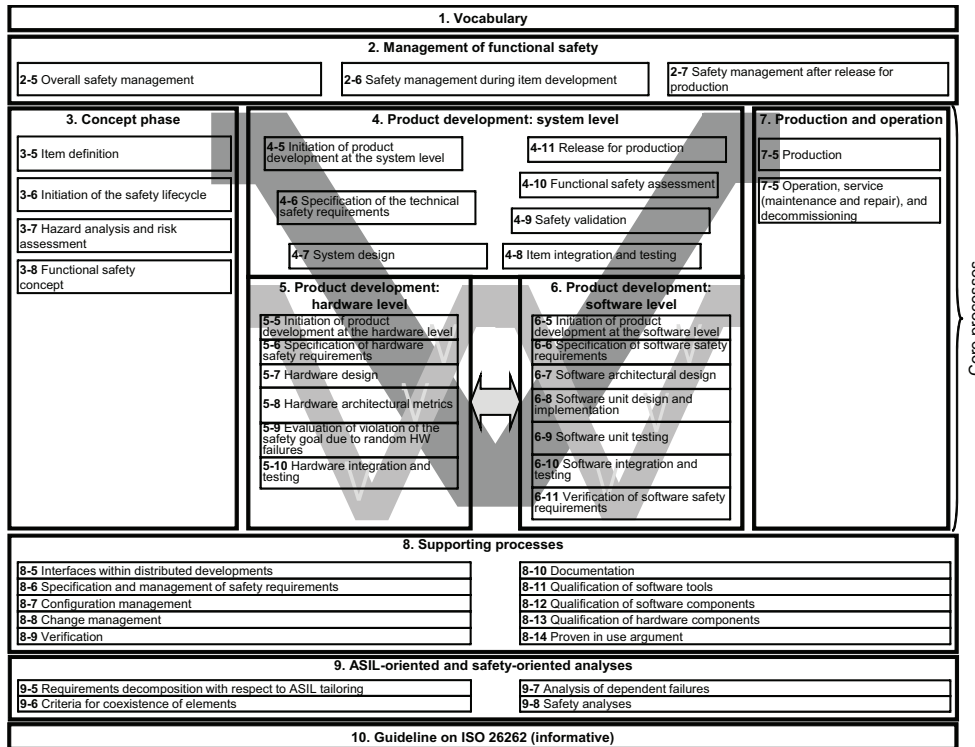 1. Vocabulary
2. Management of functional safety
2-5 Overall safety management
2-6 Safety management during item development
2-7 Safety management after release for
production
3. Concept phase
3-5 Item definition
3-6 Initiation of the safety lifecycle
3-7 Hazard analysis and risk
assessment
3-8 Functional safety
concept
4. Product development: system level
4-5 Initiation of product
development at the system level
4-6 Specification of the technical
safety requirements
4-7 System design
4-11 Release for production
4-10 Functional safety assessment
4-9 Safety validation
4-8 Item integration and testing
7. Production and operation
7-5 Production
7-5 Operation, service
(maintenance and repair), and
decommissioning
5. Product development:
hardware level
5-5 Initiation of product
development at the hardware level
5-6 Specification of hardware
safety requirements
5-7 Hardware design
5-8 Hardware architectural metrics
5-9 Evaluation of violation of the
safety goal due to random HW
failures
5-10 Hardware integration and
testing
6. Product development:
software level
6-5 Initiation of product
development at the software level
6-6 Specification of software safety
requirements
6-7 Software architectural design
6-8 Software unit design and
implementation
6-9 Software unit testing
6-10 Software integration and
testing
6-11 Verification of software safety
requirements
Core processes
8. Supporting processes
8-5 Interfaces within distributed developments
8-6 Specification and management of safety requirements
8-7 Configuration management
8-8 Change management
8-9 Verification
8-10 Documentation
8-11 Qualification of software tools
8-12 Qualification of software components
8-13 Qualification of hardware components
8-14 Proven in use argument
9. ASIL-oriented and safety-oriented analyses
9-5 Requirements decomposition with respect to ASIL tailoring
9-6 Criteria for coexistence of elements
9-7 Analysis of dependent failures
9-8 Safety analyses
10. Guideline on ISO 26262 (informative)